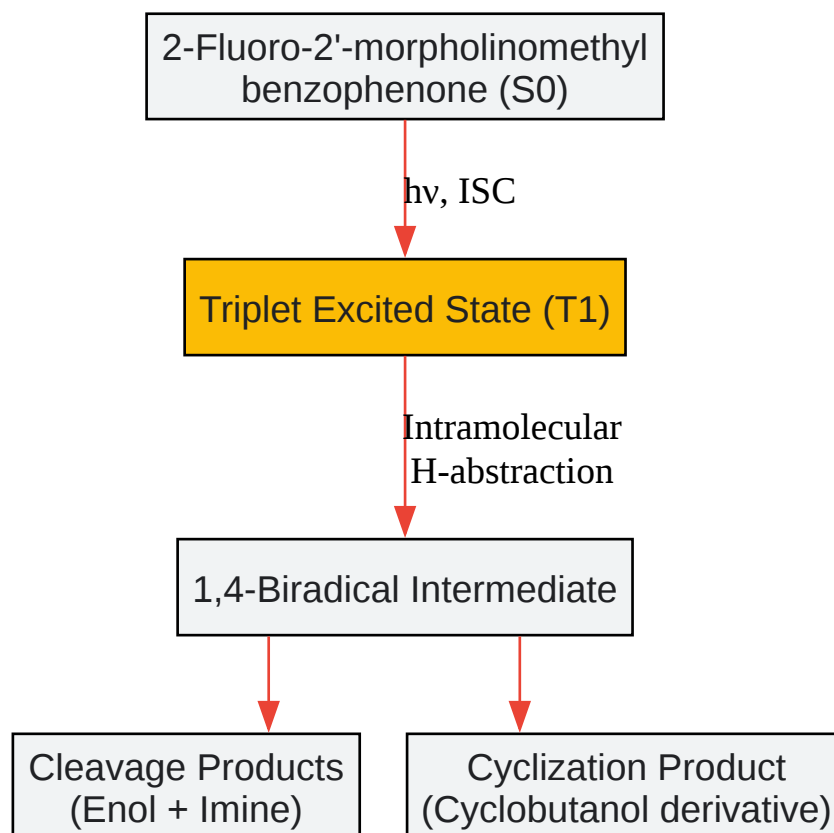 2-Fluoro-2'-morpholinomethyl
benzophenone (S0)
hν, ISC
Triplet Excited State (T1)
Intramolecular
H-abstraction
1,4-Biradical Intermediate
Cleavage Products
(Enol + Imine)
Cyclization Product
(Cyclobutanol derivative)